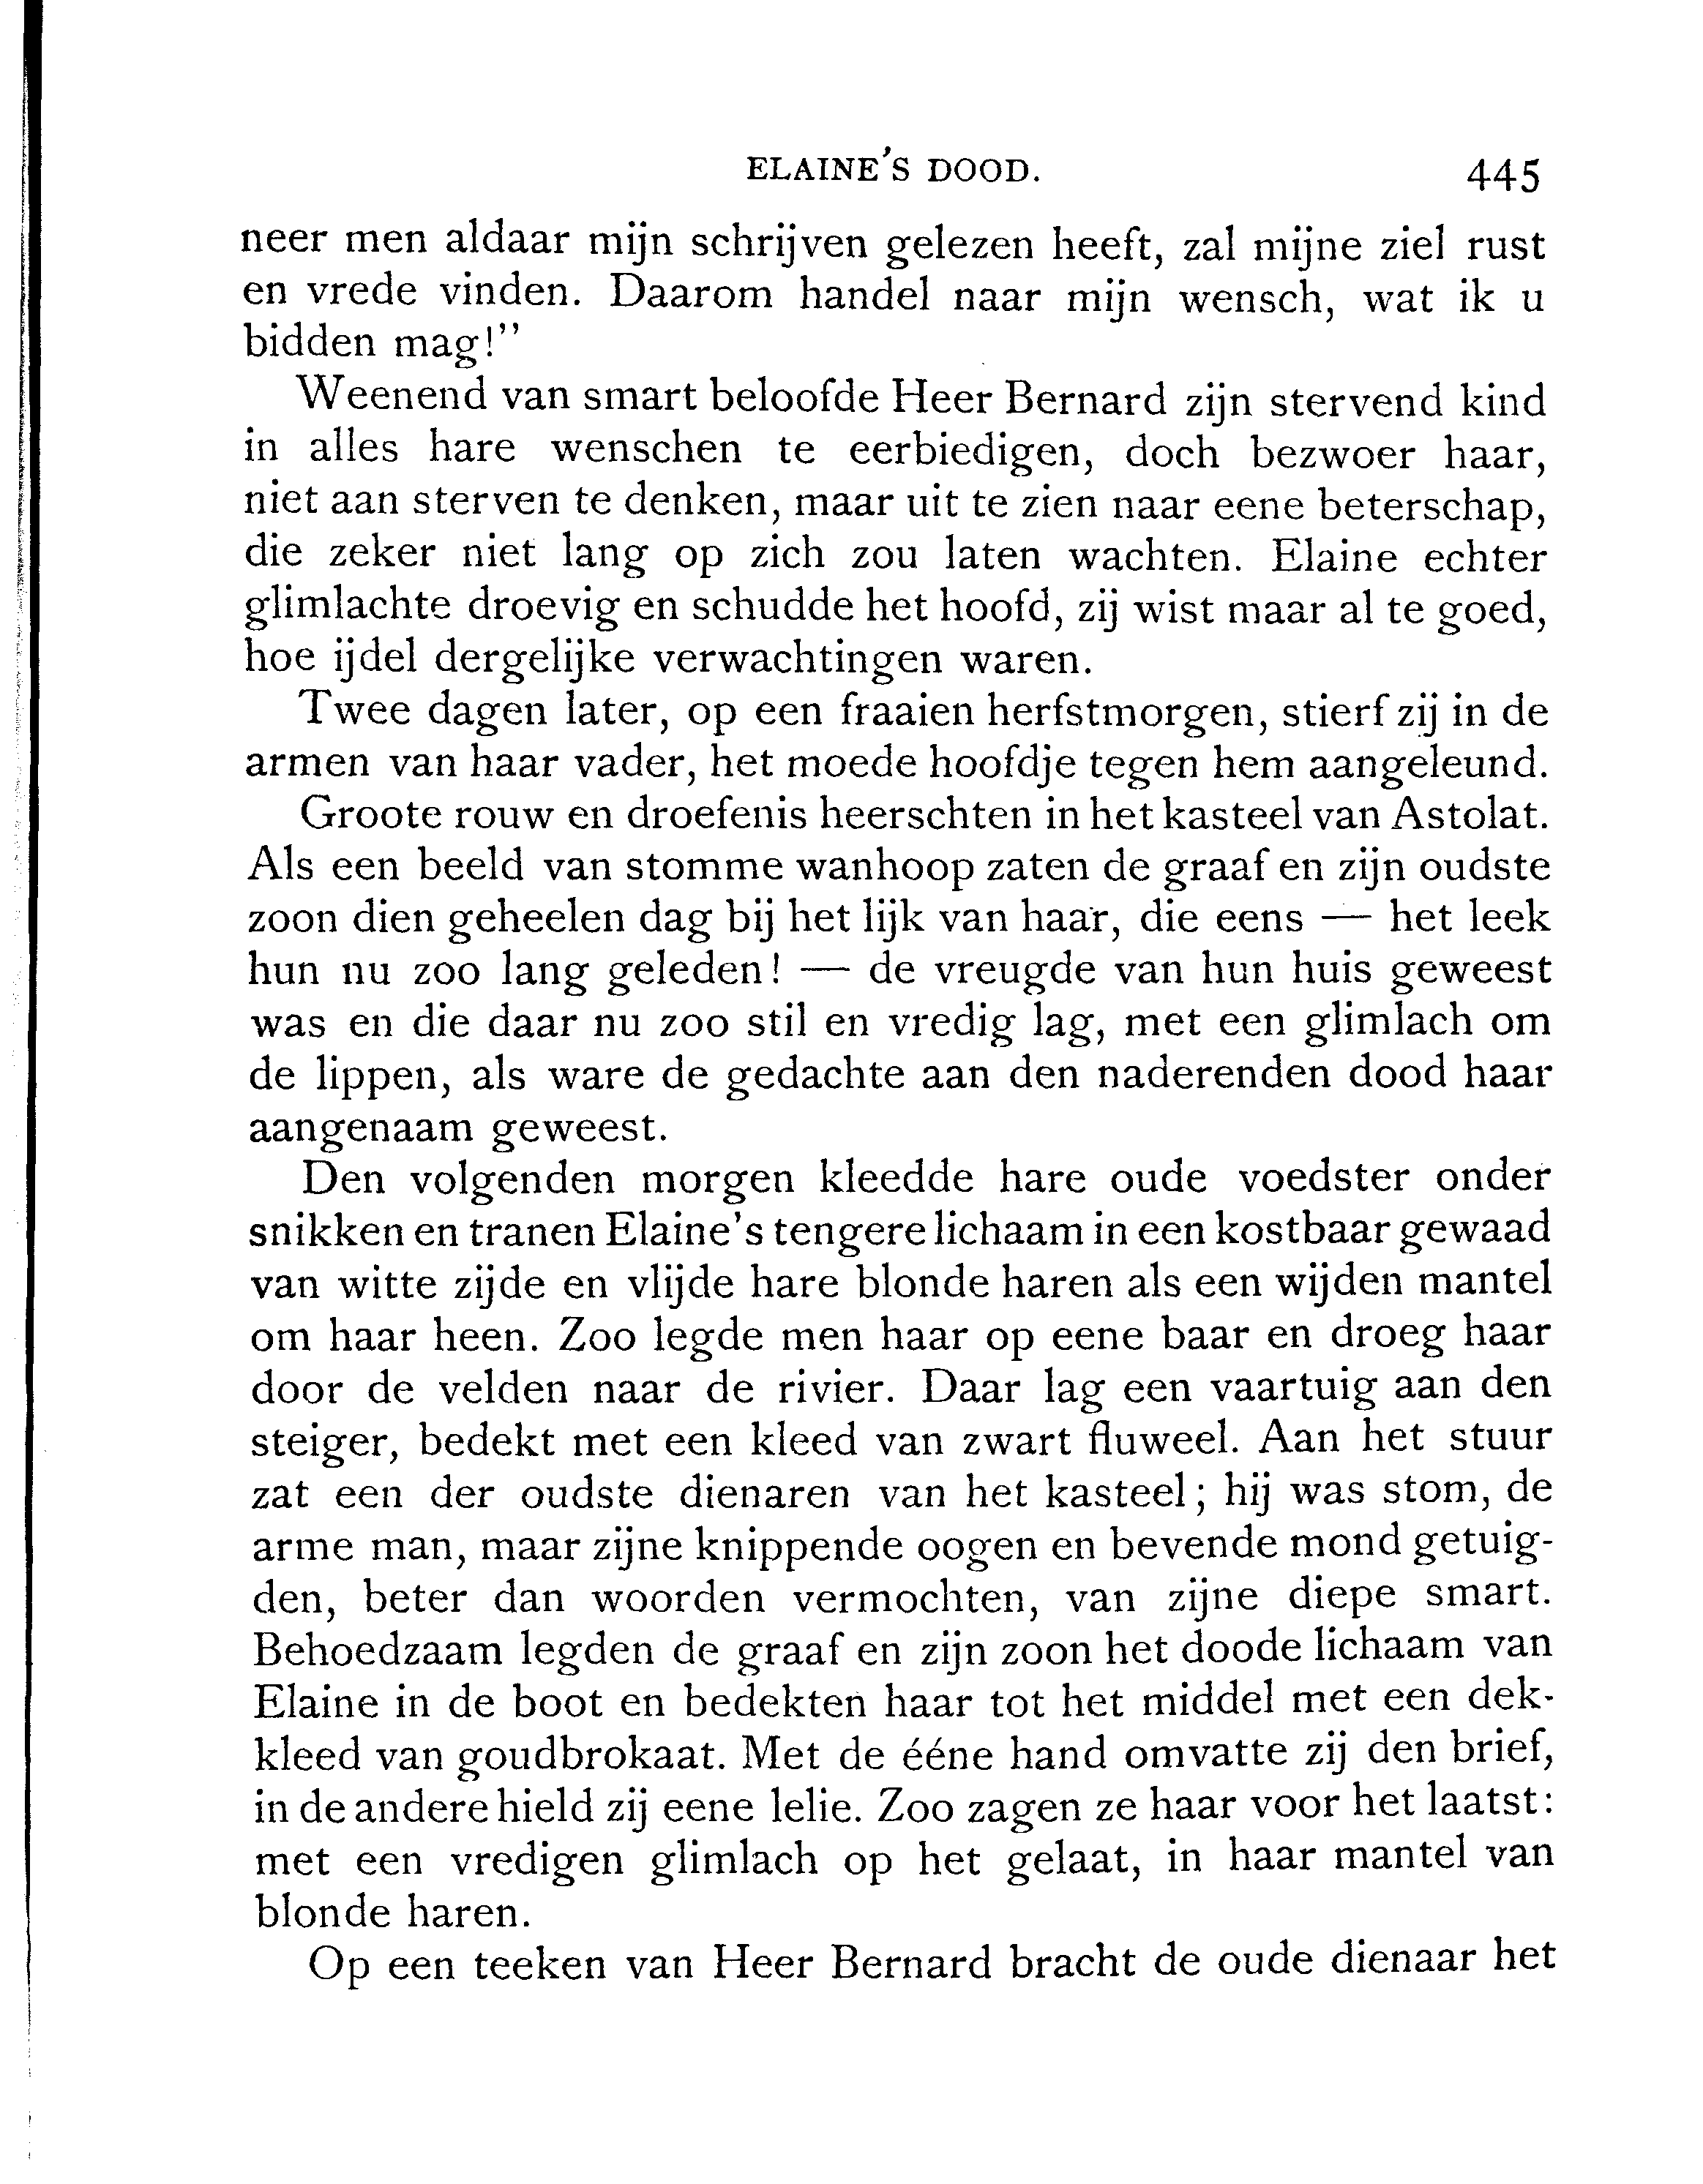 ELAINE'S DOOD. 445
neer men aldaar mijn schrijven gelezen heeft, zal mijne ziel rust
en vrede vinden. Daarom handel naar mijn wensch, wat ik u
bidden mag!”
Weenend van smart beloofde Heer Bernard zijn stervend kind
in alles hare wenschen te eerbiedigen, doch bezwoer haar,
niet aan sterven te denken, maar uit te zien naar eene beterschap,
die zeker niet lang op zich zou laten wachten. Elaine echter
glimlachte droevig en schudde het hoofd, zij wist maar al te goed,
hoe ijdel dergelijke verwachtingen waren.
Twee dagen later, op een fraaien herfstmorgen, stierf zij in de
armen van haar vader, het moede hoofdje tegen hem aangeleund.
Groote rouw en droefenis heerschten in het kasteel van Astolat.
Als een beeld van stomme wanhoop zaten de graaf en zijn oudste
zoon dien geheelen dag bij het lijk van haar, die eens — het leek
hun nu zoo lang geleden! — de vreugde van hun huis geweest
was en die daar nu zoo stil en vredig lag, met een glimlach om
de lippen, als ware de gedachte aan den naderenden dood haar
aangenaam geweest.
Den volgenden morgen kleedde hare oude voedster onder
snikken en tranen Elaine's tengere lichaam in een kostbaar gewaad
van witte zijde en vlijde hare blonde haren als een wijden mantel
om haar heen. Zoo legde men haar op eene baar en droeg haar
door de velden naar de rivier. Daar lag een vaartuig aan den
steiger, bedekt met een kleed van zwart fluweel. Aan het stuur
zat een der oudste dienaren van het kasteel; hij was stom, de
arme man, maar zijne knippende oogen en bevende mond getuig-
den, beter dan woorden vermochten, van zijne diepe smart.
Behoedzaam legden de graaf en zijn zoon het doode lichaam van
Elaine in de boot en bedekten haar tot het middel met een dek-
kleed van goudbrokaat. Met de ééne hand omvatte zij den brief,
in de andere hield zij eene lelie. Zoo zagen ze haar voor het laatst:
met een vredigen glimlach op het gelaat, in haar mantel van
blonde haren.
Op een teeken van Heer Bernard bracht de oude dienaar het